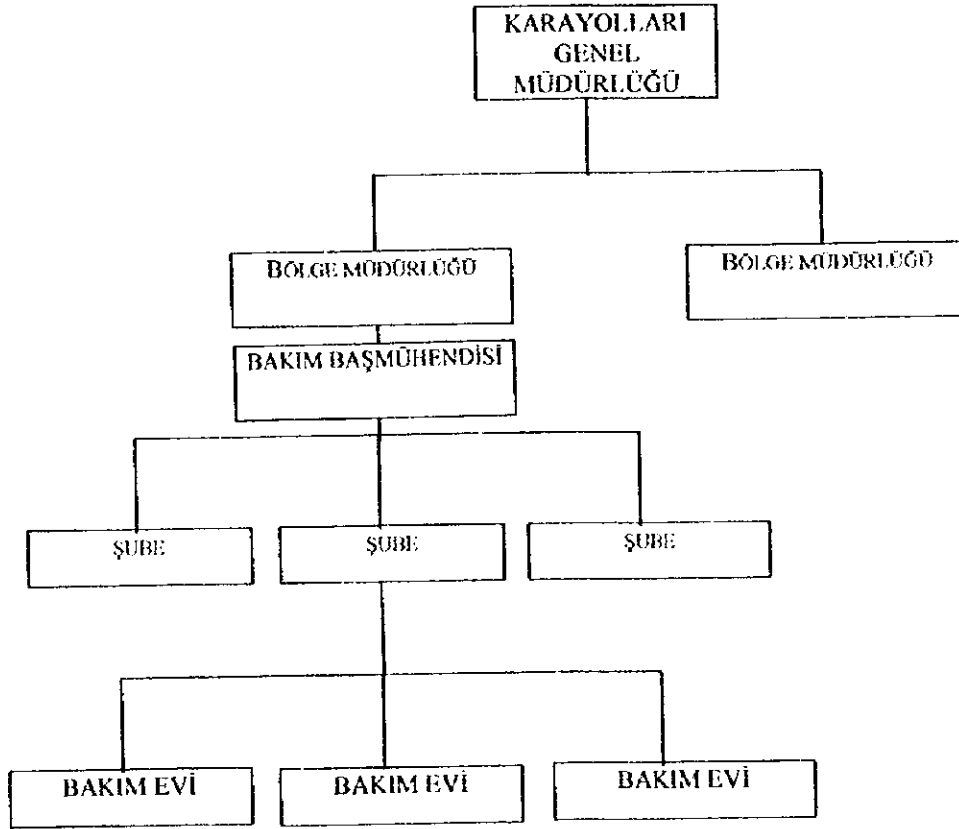 KARAYOLLARI
GENEL
MÜDÜRLÜĞÜ
BÖLGE MÜDÜRLÜĞÜ
BÖLGE MÜDÜRLÜĞÜ
BAKIM BAŞMÜHENDİSİ
ŞUBE
ŞUBE
ŞUBE
BAKIM EVİ
BAKIM EVİ
BAKIM EVİ